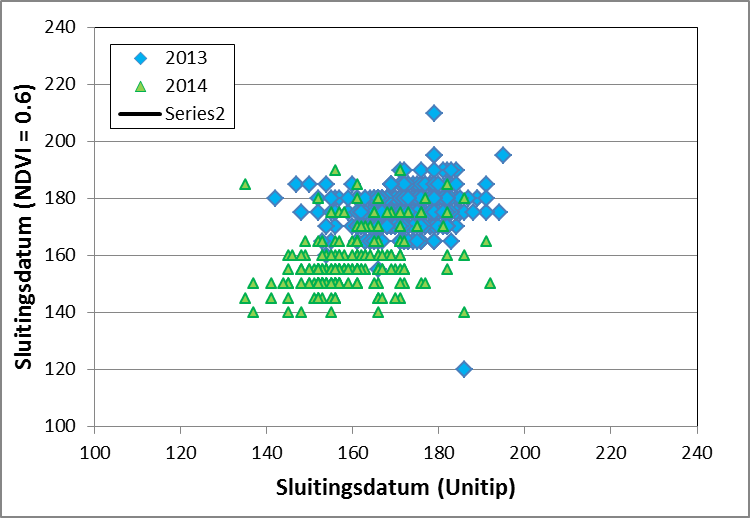 240
220
200
180
160
140
120
100
Sluitingsdatum (NDVI = 0.6)
2013
2014
Series2
100 120 140 160 180 200 220 240
Sluitingsdatum (Unitip)